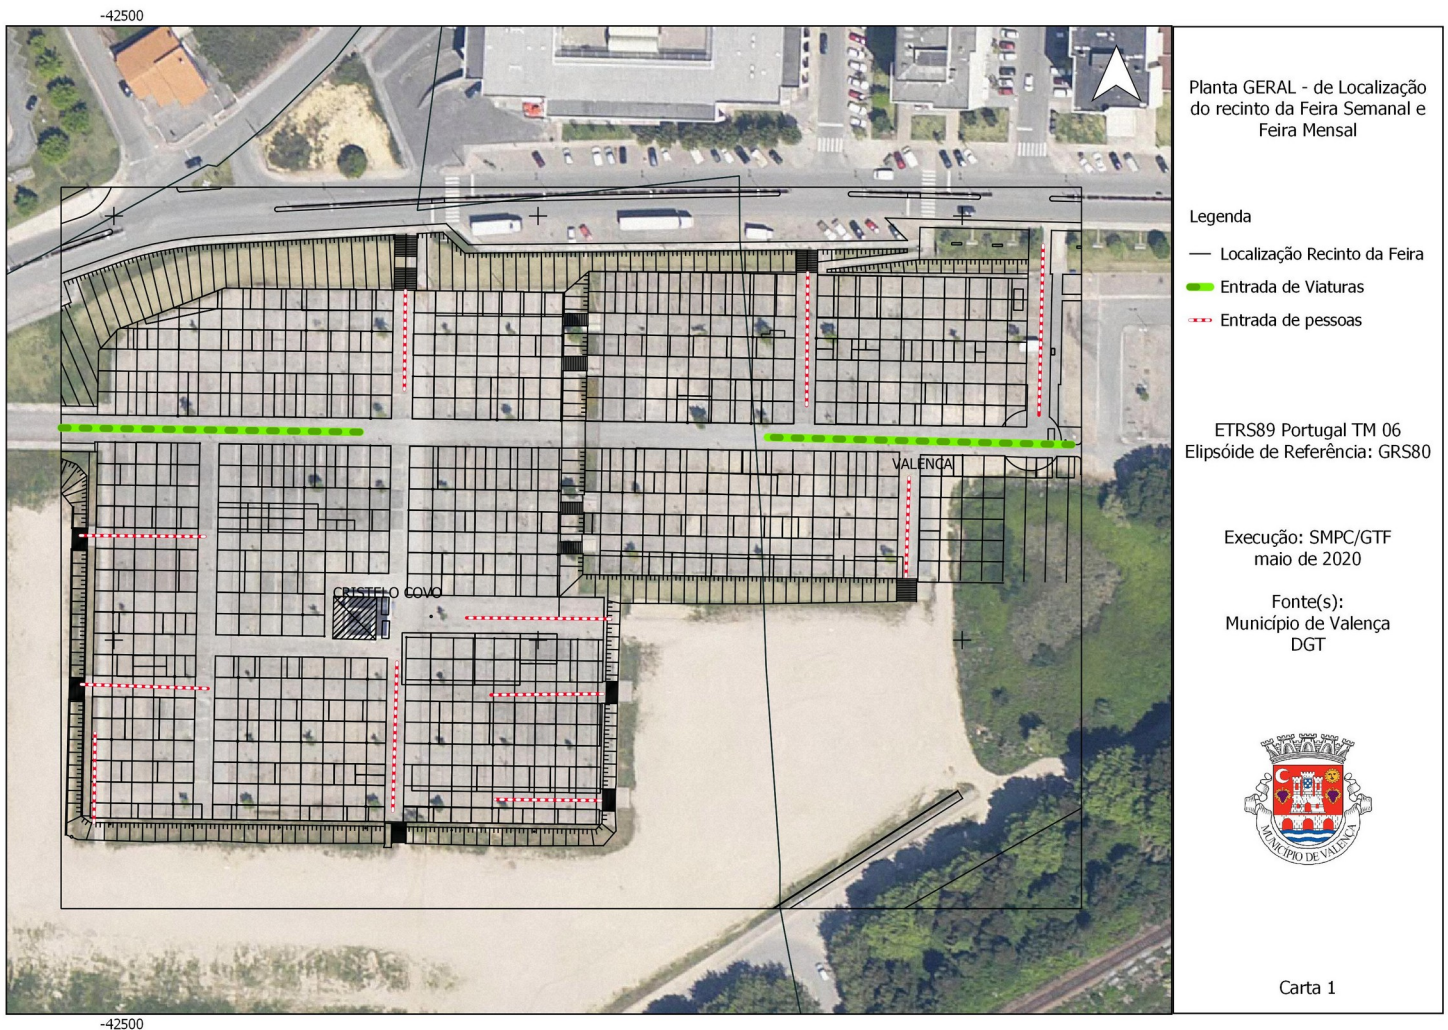 -42500
Planta GERAL - de Localização
do recinto da Feira Semanal e
Feira Mensal
Legenda
Localização Recinto da Feira
Entrada de Viaturas
Entrada de pessoas
ETRS89 Portugal TM 06
Elipsóide de Referência: GRS80
VALENÇA
Execução: SMPC/GTF
maio de 2020
CRISTELO COVO
Fonte(s):
Município de Valença
DGT
MUNICÍPIO DE VALENÇA
Carta 1
-42500